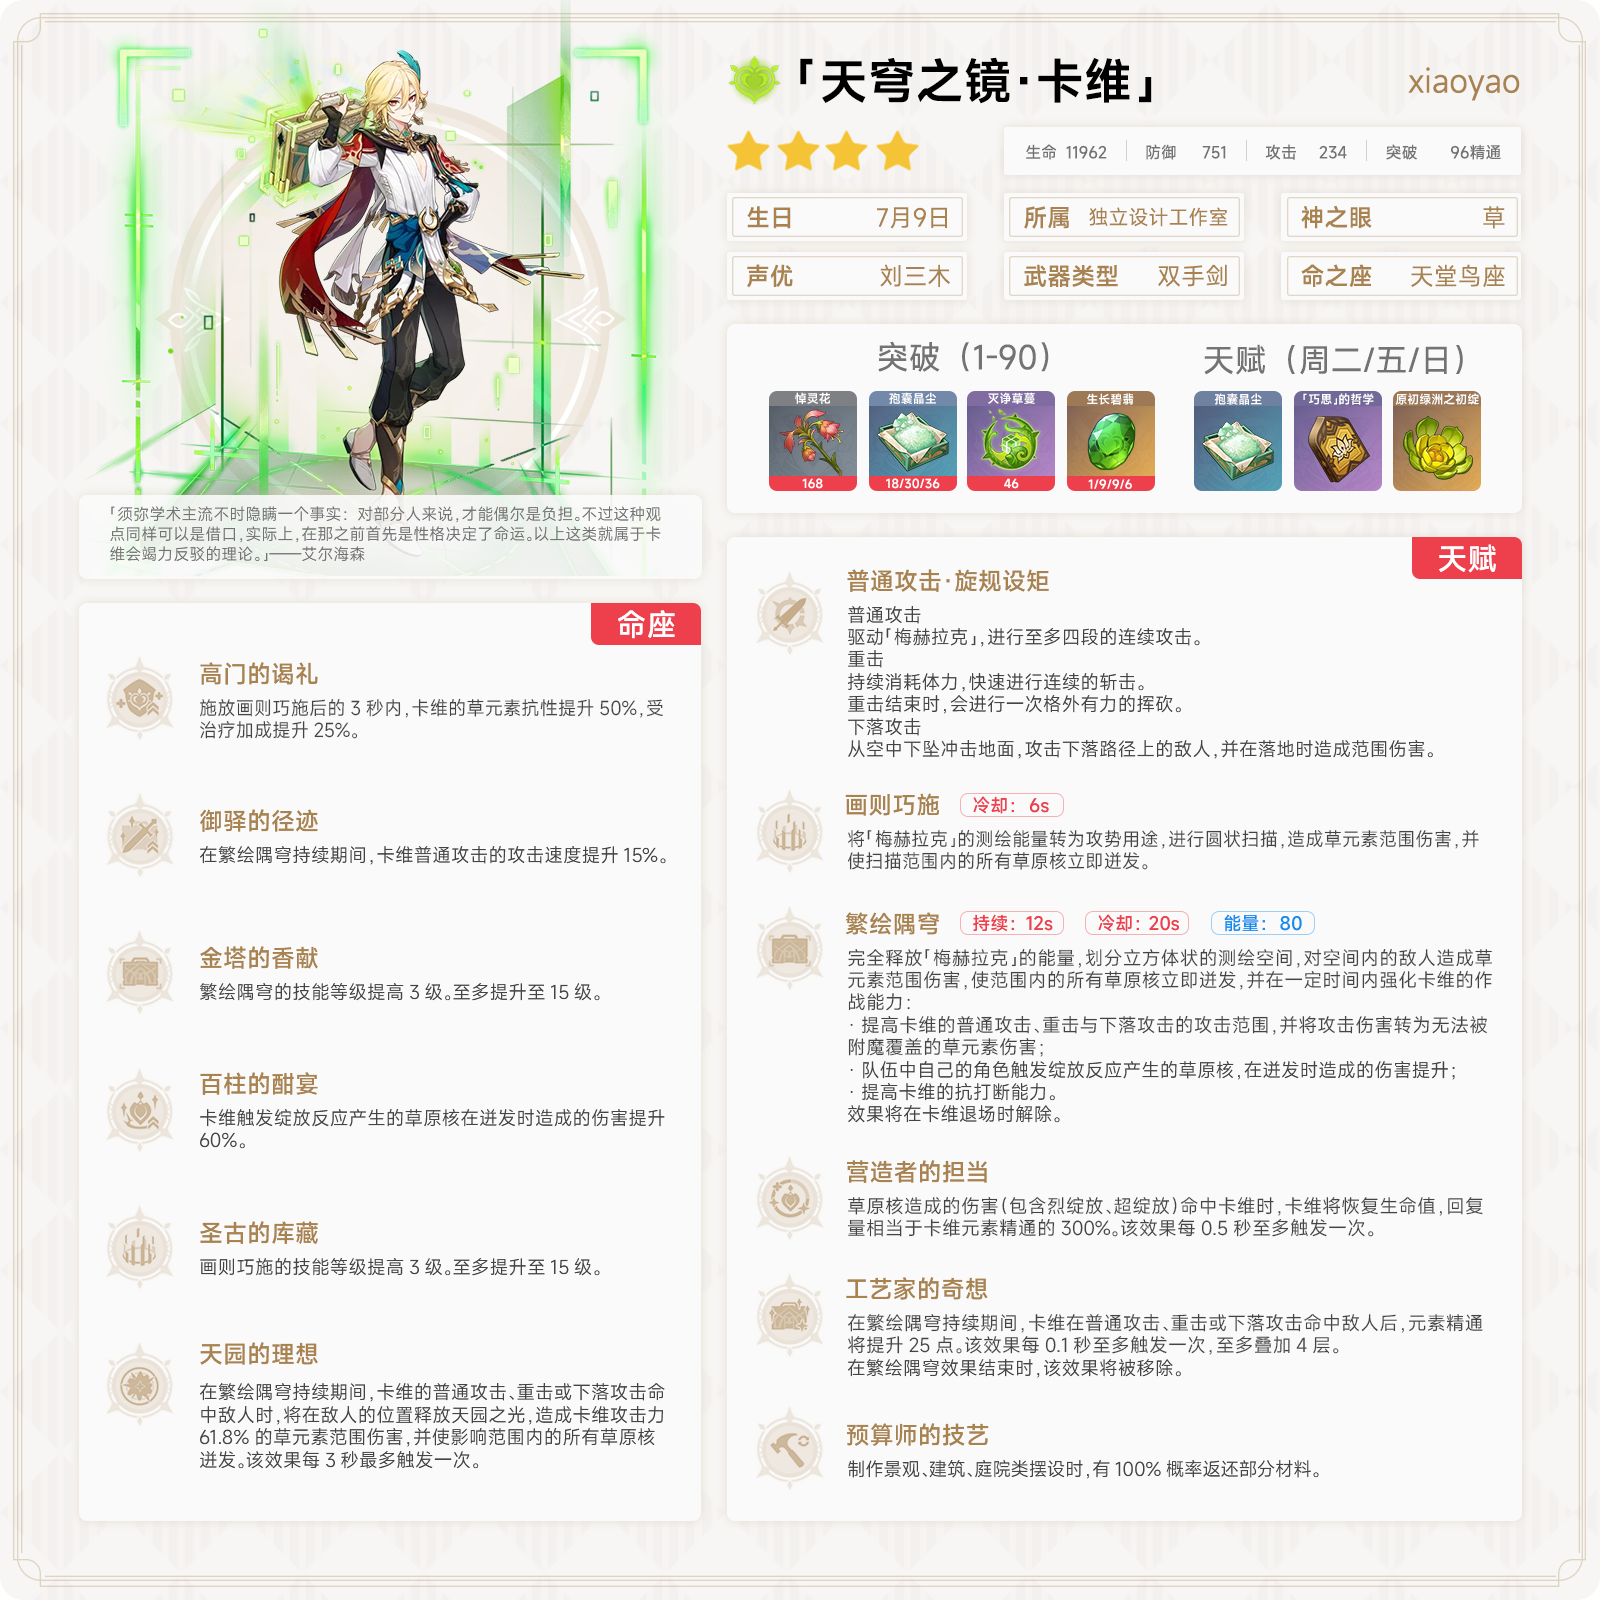 「天穹之镜·卡维」
xiaoyao
生命 11962 防御 751 攻击 234 突破 96精通
生日 7月9日
所属 独立设计工作室
神之眼 草
声优 刘三木
武器类型 双手剑
命之座 天堂鸟座
突破（1-90）
悼灵花 孢囊晶尘 灭诤草蔓 生长碧翡
168 18/30/36 46 1/9/9/6
天赋（周二/五/日）
孢囊晶尘 「巧思」的哲学 原初绿洲之初绽
「须弥学术主流不时隐瞒一个事实：对部分人来说,才能偶尔是负担。不过这种观
点同样可以是借口,实际上,在那之前首先是性格决定了命运。以上这类就属于卡
维会竭力反驳的理论。」——艾尔海森
命座
高门的谒礼
施放画则巧施后的 3 秒内,卡维的草元素抗性提升 50%,受
治疗加成提升 25%。
御驿的径迹
在繁绘隅穹持续期间,卡维普通攻击的攻击速度提升 15%。
金塔的香献
繁绘隅穹的技能等级提高 3 级。至多提升至 15 级。
百柱的酣宴
卡维触发绽放反应产生的草原核在迸发时造成的伤害提升
60%。
圣古的库藏
画则巧施的技能等级提高 3 级。至多提升至 15 级。
天园的理想
在繁绘隅穹持续期间,卡维的普通攻击、重击或下落攻击命
中敌人时,将在敌人的位置释放天园之光,造成卡维攻击力
61.8% 的草元素范围伤害,并使影响范围内的所有草原核
迸发。该效果每 3 秒最多触发一次。
天赋
普通攻击·旋规设矩
普通攻击
驱动「梅赫拉克」,进行至多四段的连续攻击。
重击
持续消耗体力,快速进行连续的斩击。
重击结束时,会进行一次格外有力的挥砍。
下落攻击
从空中下坠冲击地面,攻击下落路径上的敌人,并在落地时造成范围伤害。
画则巧施 冷却：6s
将「梅赫拉克」的测绘能量转为攻势用途,进行圆状扫描,造成草元素范围伤害,并
使扫描范围内的所有草原核立即迸发。
繁绘隅穹 持续：12s 冷却：20s 能量：80
完全释放「梅赫拉克」的能量,划分立方体状的测绘空间,对空间内的敌人造成草
元素范围伤害,使范围内的所有草原核立即迸发,并在一定时间内强化卡维的作
战能力：
· 提高卡维的普通攻击、重击与下落攻击的攻击范围,并将攻击伤害转为无法被
附魔覆盖的草元素伤害；
· 队伍中自己的角色触发绽放反应产生的草原核,在迸发时造成的伤害提升；
· 提高卡维的抗打断能力。
效果将在卡维退场时解除。
营造者的担当
草原核造成的伤害(包含烈绽放、超绽放)命中卡维时,卡维将恢复生命值,回复
量相当于卡维元素精通的 300%。该效果每 0.5 秒至多触发一次。
工艺家的奇想
在繁绘隅穹持续期间,卡维在普通攻击、重击或下落攻击命中敌人后,元素精通
将提升 25 点。该效果每 0.1 秒至多触发一次,至多叠加 4 层。
在繁绘隅穹效果结束时,该效果将被移除。
预算师的技艺
制作景观、建筑、庭院类摆设时,有 100% 概率返还部分材料。